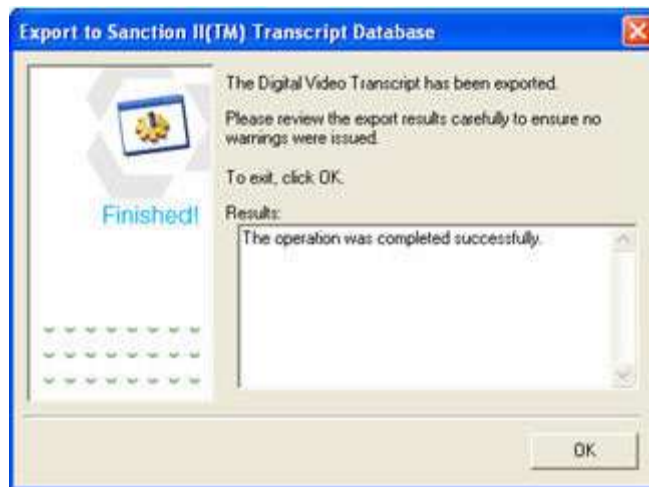 Export to Sanction II(TM) Transcript Database
The Digital Video Transcript has been exported.
Please review the export results carefully to ensure no
warnings were issued.
To exit, click OK.
Finished!
Results:
The operation was completed successfully.
OK